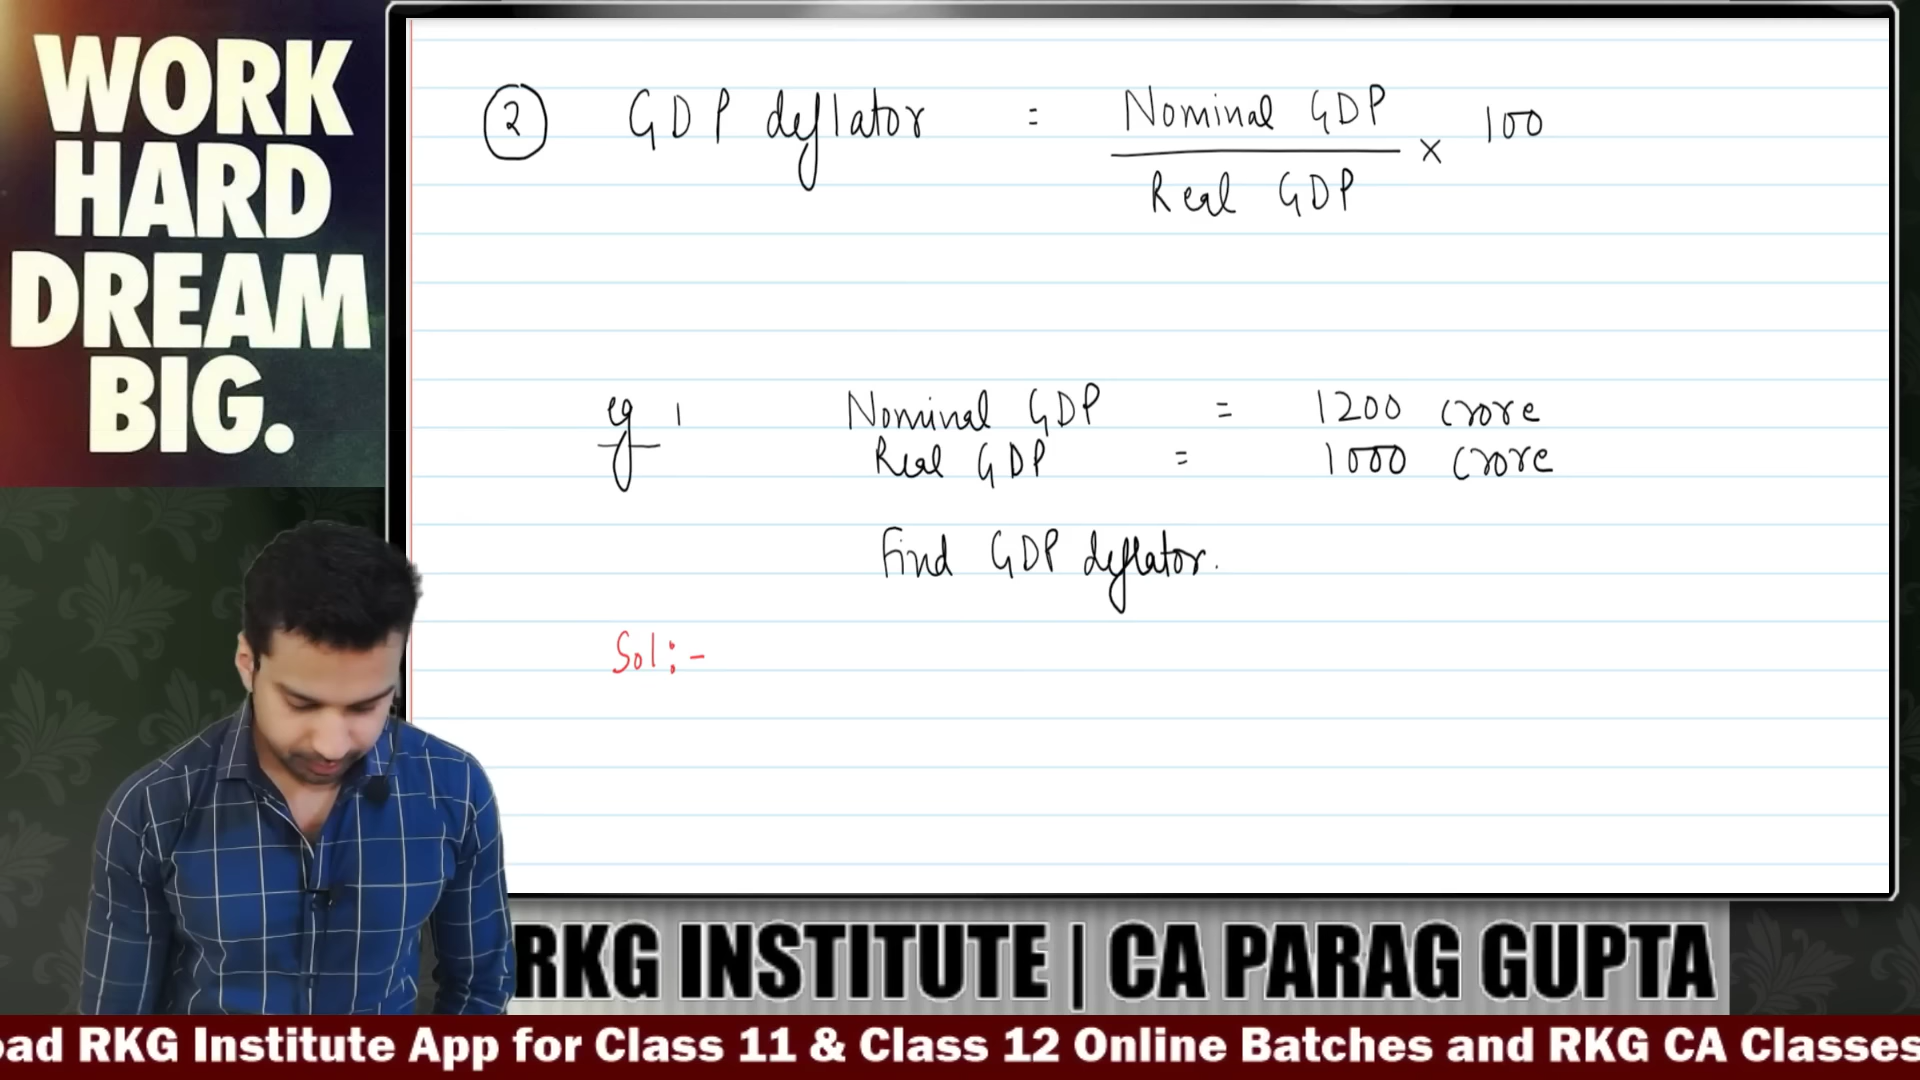 WORK
HARD
DREAM
BIG.
2 GDP deflator = Nominal GDP × 100
Real GDP
eg 1 Nominal GDP = 1200 crore
Real GDP = 1000 crore
Find GDP deflator.
Sol:-
RKG INSTITUTE | CA PARAG GUPTA
oad RKG Institute App for Class 11 & Class 12 Online Batches and RKG CA Classes